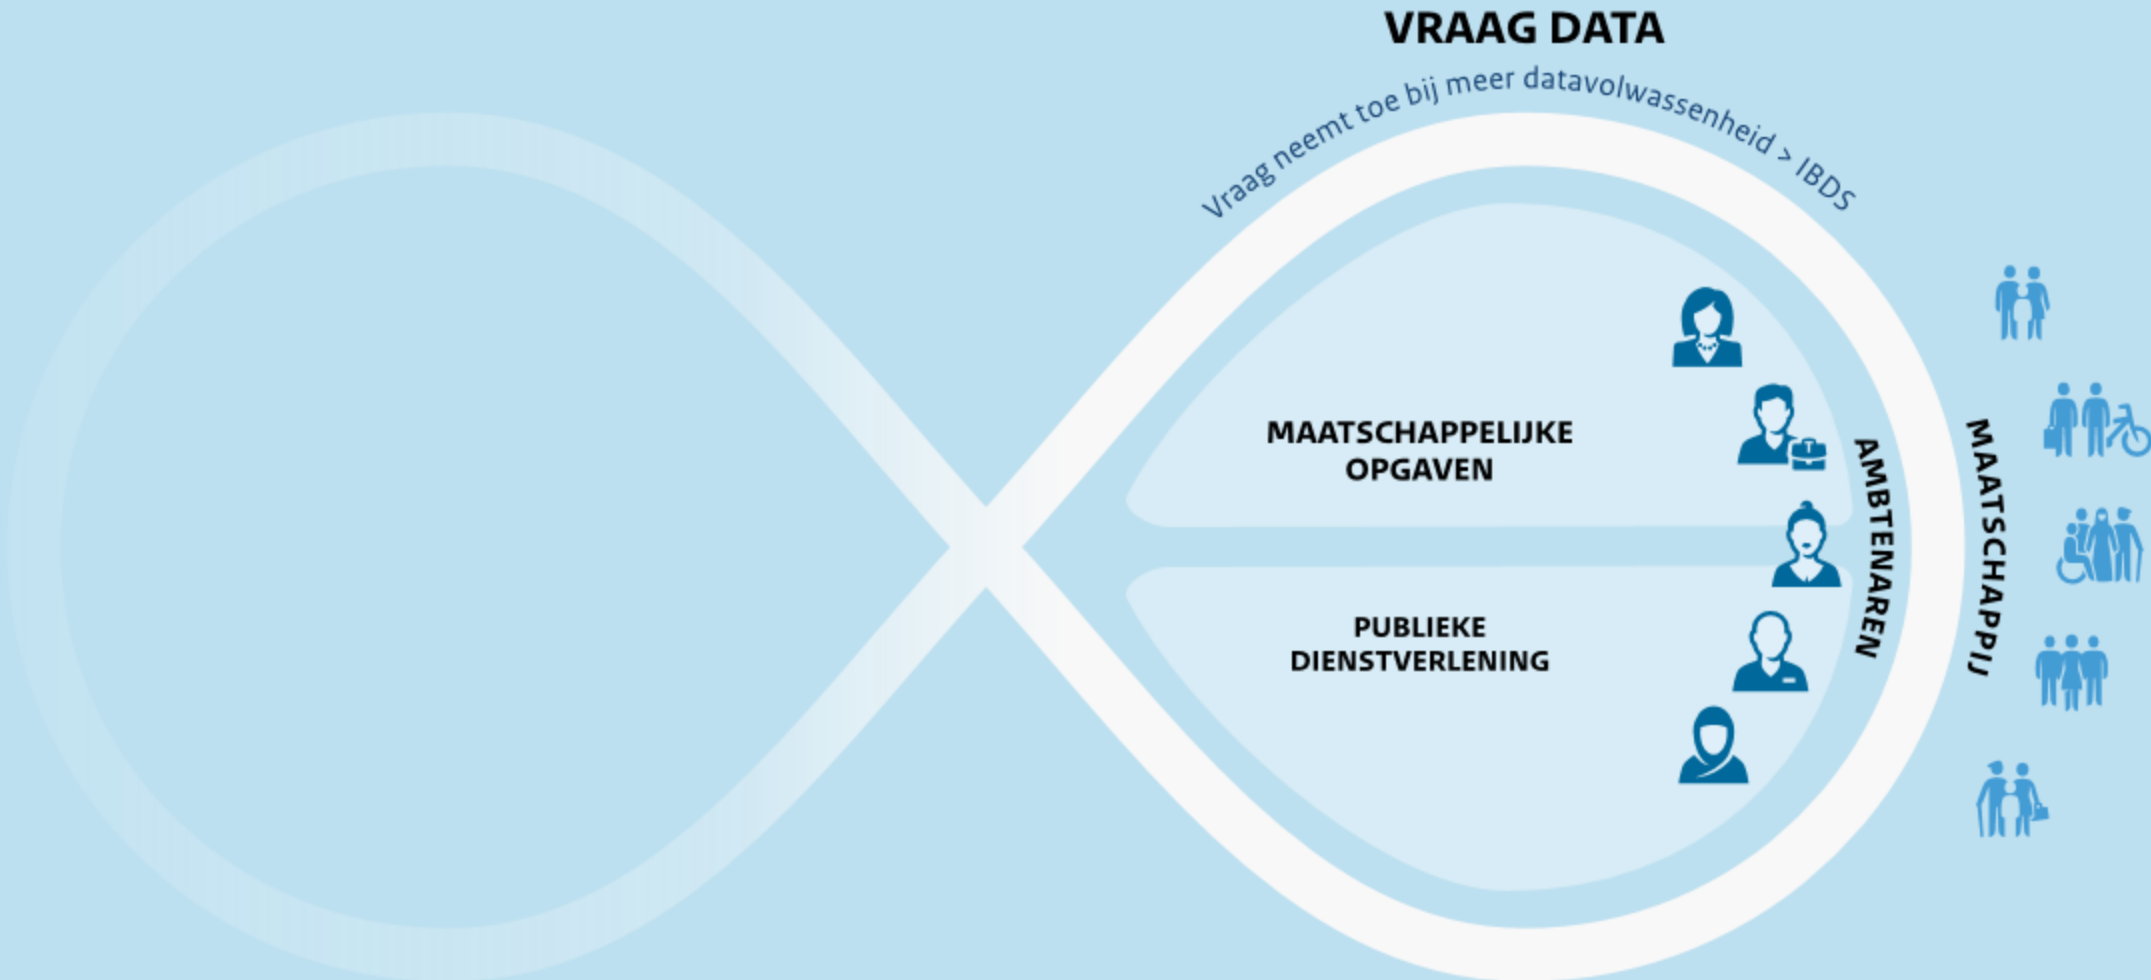 VRAAG DATA
Vraag neemt toe bij meer datavolwassenheid > IBDS
MAATSCHAPPELIJKE
OPGAVEN
PUBLIEKE
DIENSTVERLENING
AMBTENAREN
MAATSCHAPPIJ